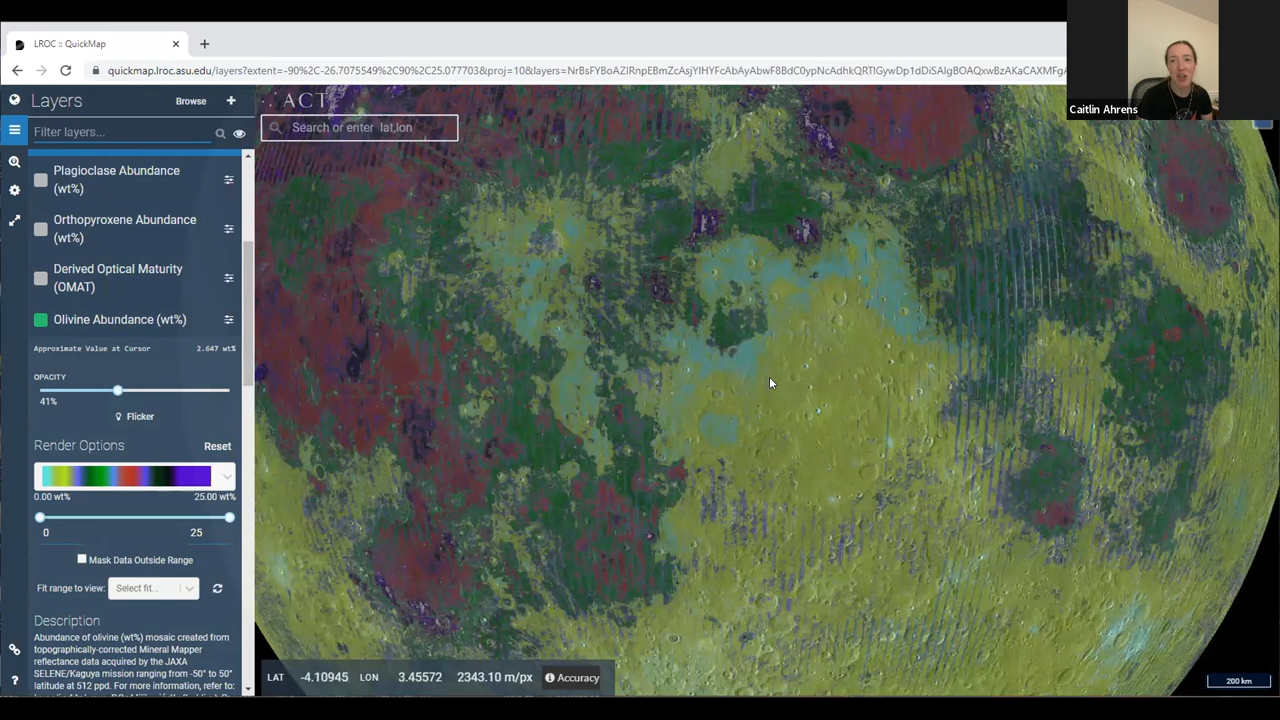 LROC :: QuickMap
quickmap.lroc.asu.edu/layers?extent=-90%2C-26.7075549%2C90%2C25.077703&proj=10&layers=
Caitlin Ahrens
Layers
Browse
ACT
Filter layers...
Search or enter lat,lon
Plagioclase Abundance
(wt%)
Orthopyroxene Abundance
(wt%)
Derived Optical Maturity
(OMAT)
Olivine Abundance (wt%)
Approximate Value at Cursor 2.647 wt%
OPACITY
41%
Flicker
Render Options Reset
0.00 wt% 25.00 wt%
0 25
Mask Data Outside Range
Fit range to view: Select fit...
Description
Abundance of olivine (wt%) mosaic created from
topographically-corrected Mineral Mapper
reflectance data acquired by the JAXA
SELENE/Kaguya mission ranging from -50° to 50°
latitude at 512 ppd. For more information, refer to:
LAT -4.10945 LON 3.45572 2343.10 m/px Accuracy
200 km